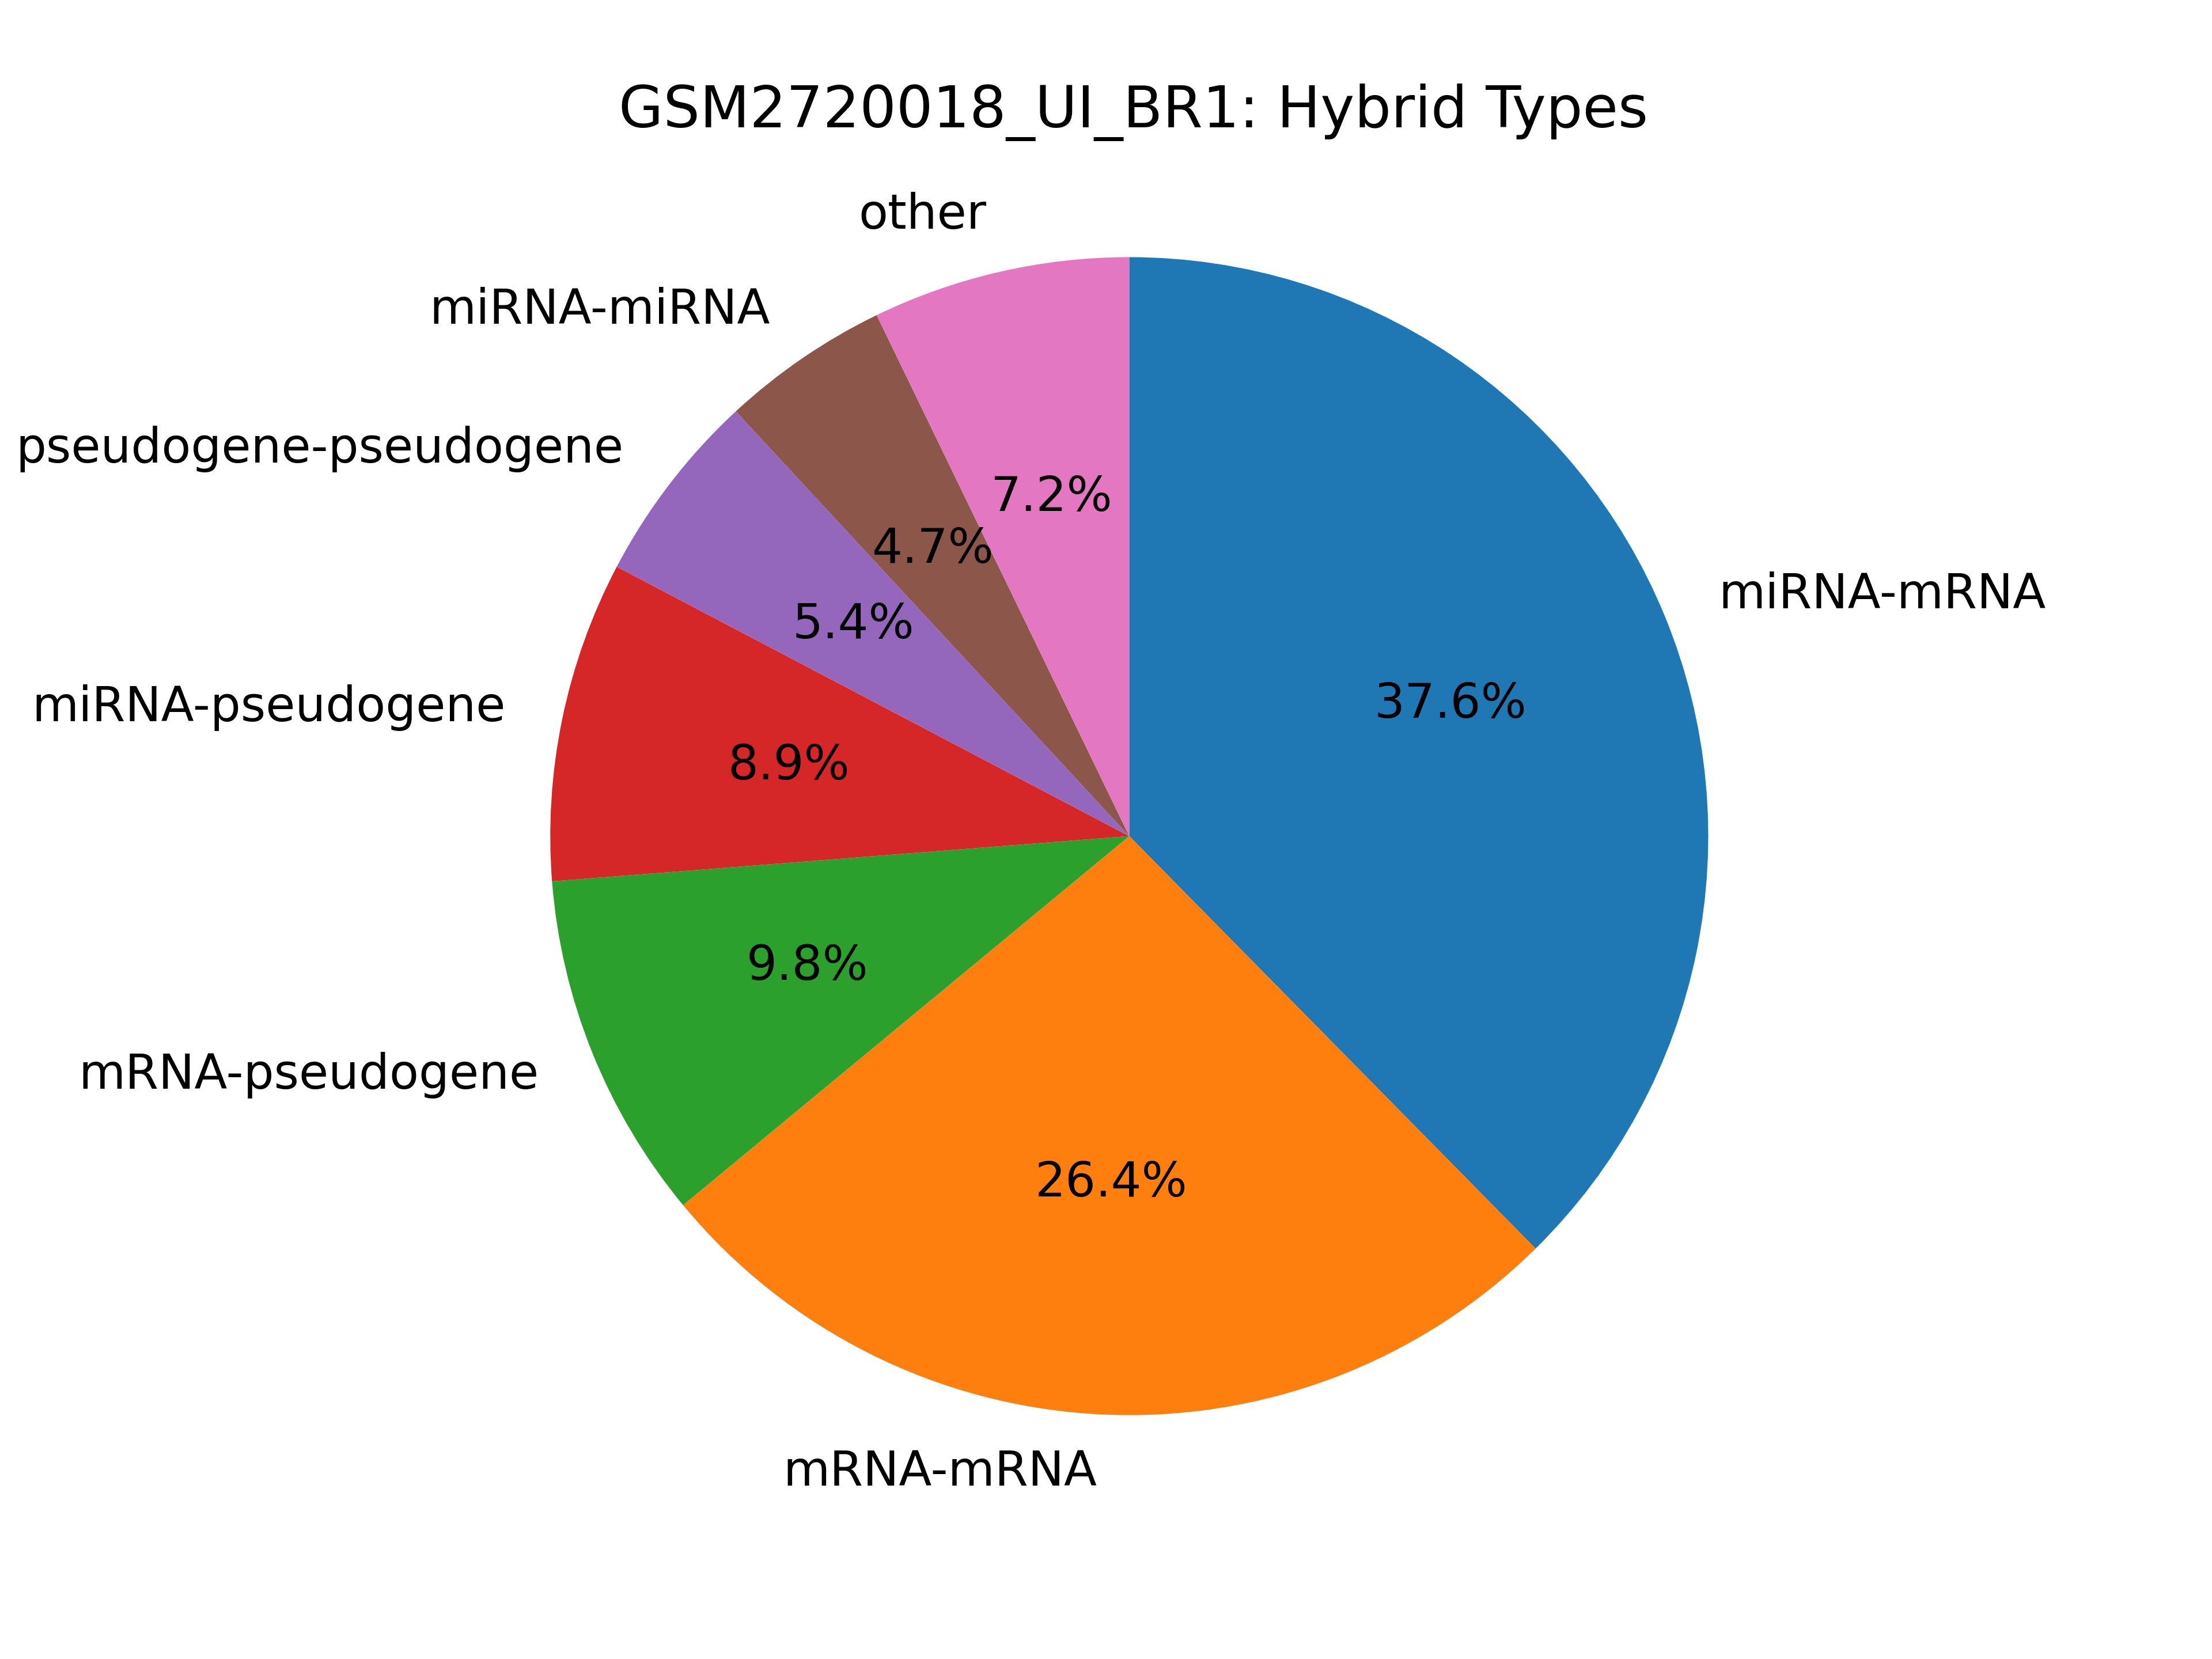 GSM2720018_UI_BR1: Hybrid Types
other
miRNA-miRNA
pseudogene-pseudogene
7.2%
4.7%
miRNA-mRNA
5.4%
miRNA-pseudogene
37.6%
8.9%
9.8%
mRNA-pseudogene
26.4%
mRNA-mRNA